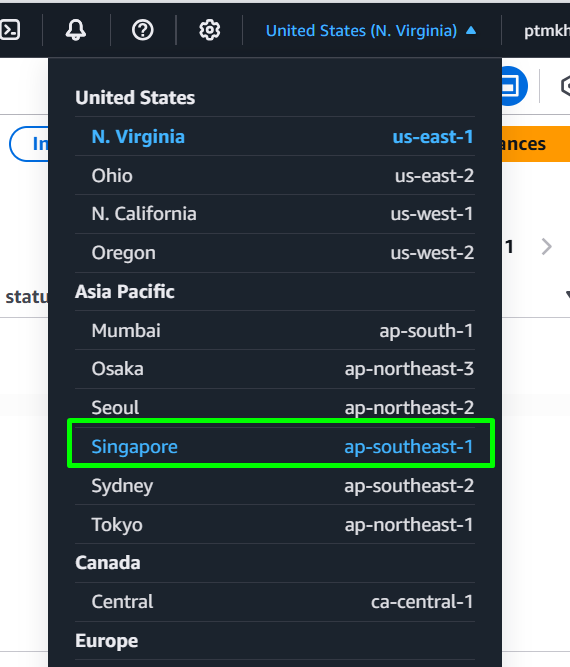 United States (N. Virginia) ptmkh
United States
N. Virginia us-east-1
Ohio us-east-2
N. California us-west-1
Oregon us-west-2
Asia Pacific
Mumbai ap-south-1
Osaka ap-northeast-3
Seoul ap-northeast-2
Singapore ap-southeast-1
Sydney ap-southeast-2
Tokyo ap-northeast-1
Canada
Central ca-central-1
Europe
In
ances
1
statu